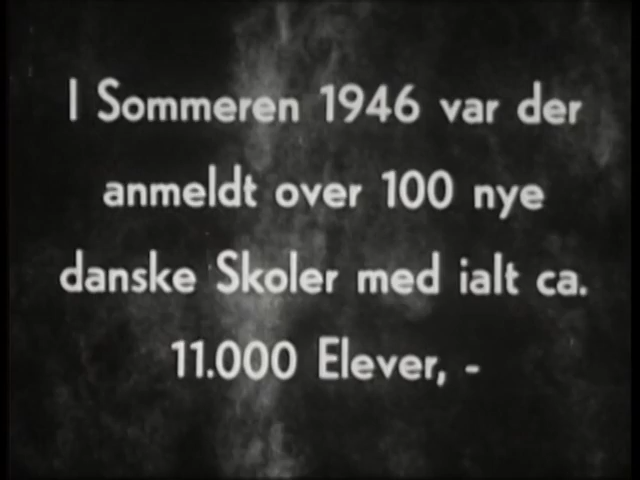 I Sommeren 1946 var der
anmeldt over 100 nye
danske Skoler med ialt ca.
11.000 Elever, -